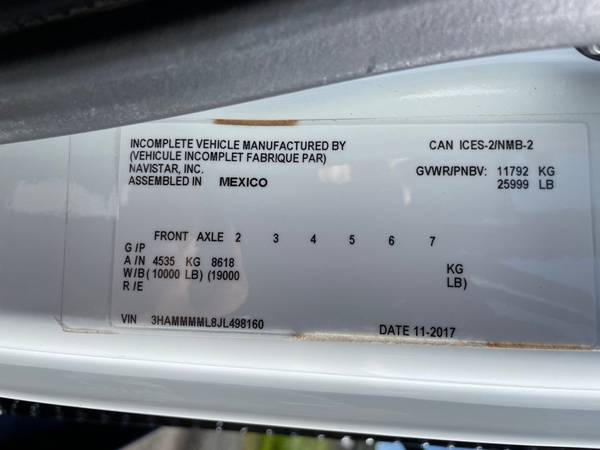 INCOMPLETE VEHICLE MANUFACTURED BY
(VEHICULE INCOMPLET FABRIQUE PAR)
NAVISTAR, INC.
ASSEMBLED IN MEXICO
CAN ICES-2/NMB-2
GVWR/PNBV: 11792 KG
25999 LB
FRONT AXLE 2 3 4 5 6 7
G/P
A/N 4535 KG 8618 KG
W/B (10000 LB) (19000 LB)
R/E
VIN 3HAMMMML8JL498160
DATE 11-2017